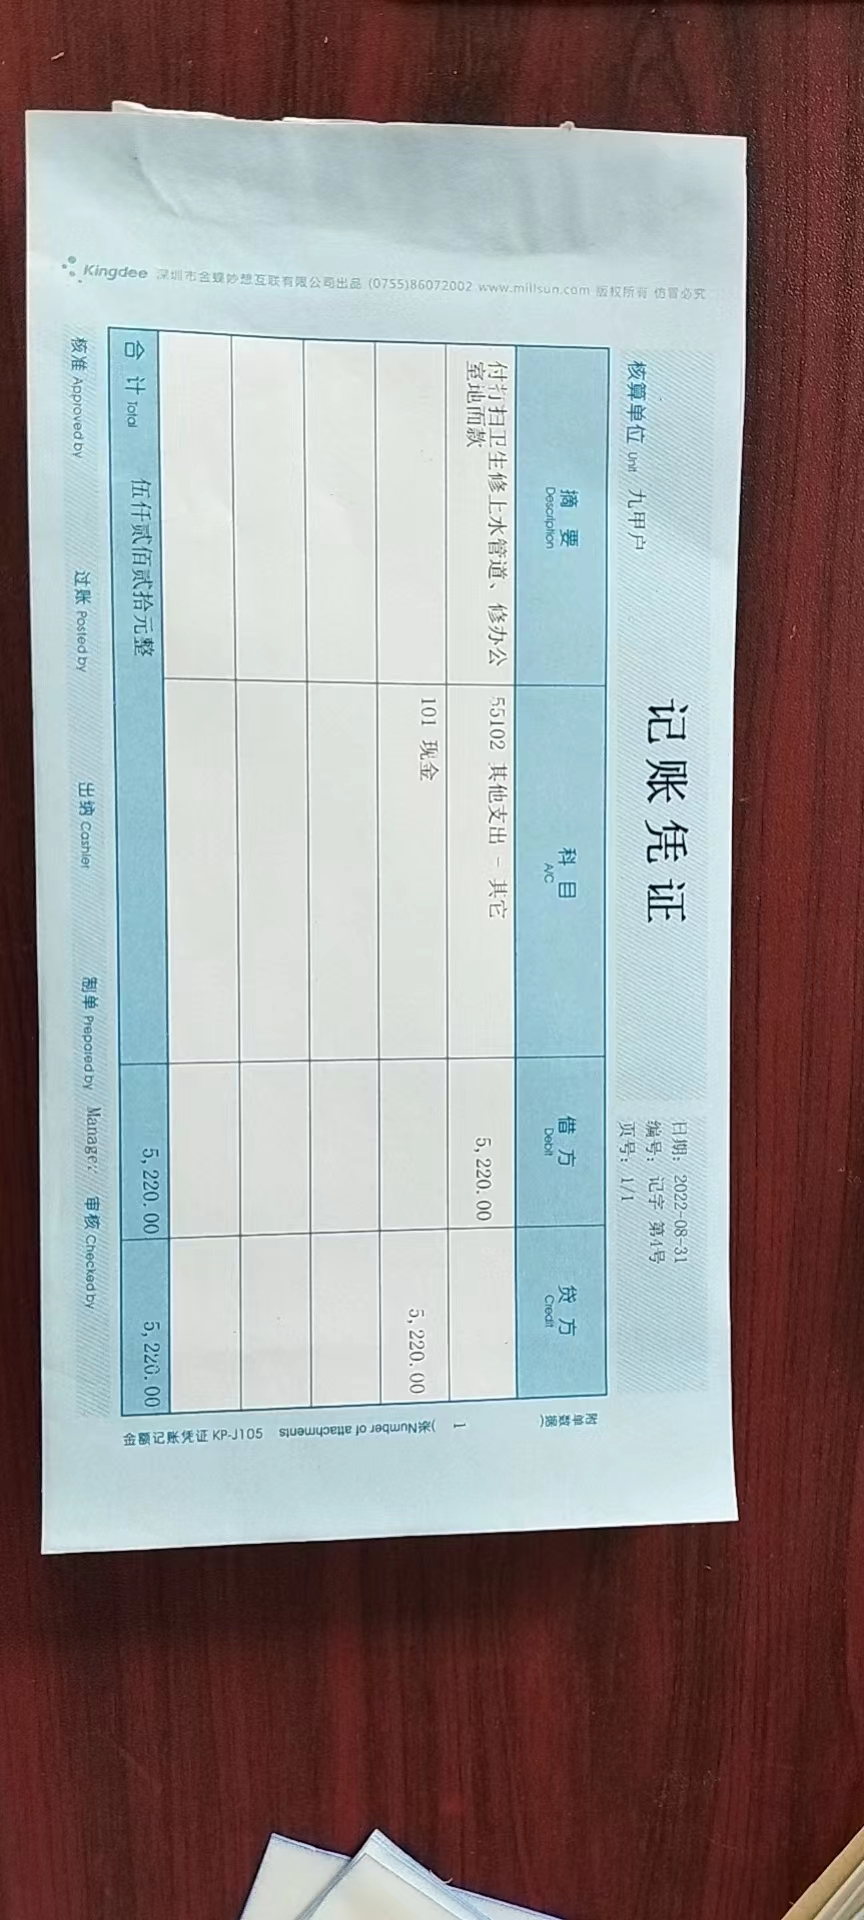 记账凭证
日期: 2022-08-31
编号: 记字 第4号
核算单位 Unit 九甲户
页号: 1/1
摘要 科目 借方 贷方
Description A/C Debit Credit
付打扫卫生修上水管道、修办公 55102 其他支出 - 其它 5,220.00
室地面款
101 现金 5,220.00
合计 Total 伍仟贰佰贰拾元整 5,220.00 5,220.00
核准 Approved by 过账 Posted by 出纳 Cashier 制单 Prepared by Manager 审核 Checked by
附单数据(
1
)张Number of attachments
金额记账凭证 KP-J105
Kingdee 深圳市金蝶妙想互联有限公司出品 (0755)86072002 www.millsun.com 版权所有 仿冒必究